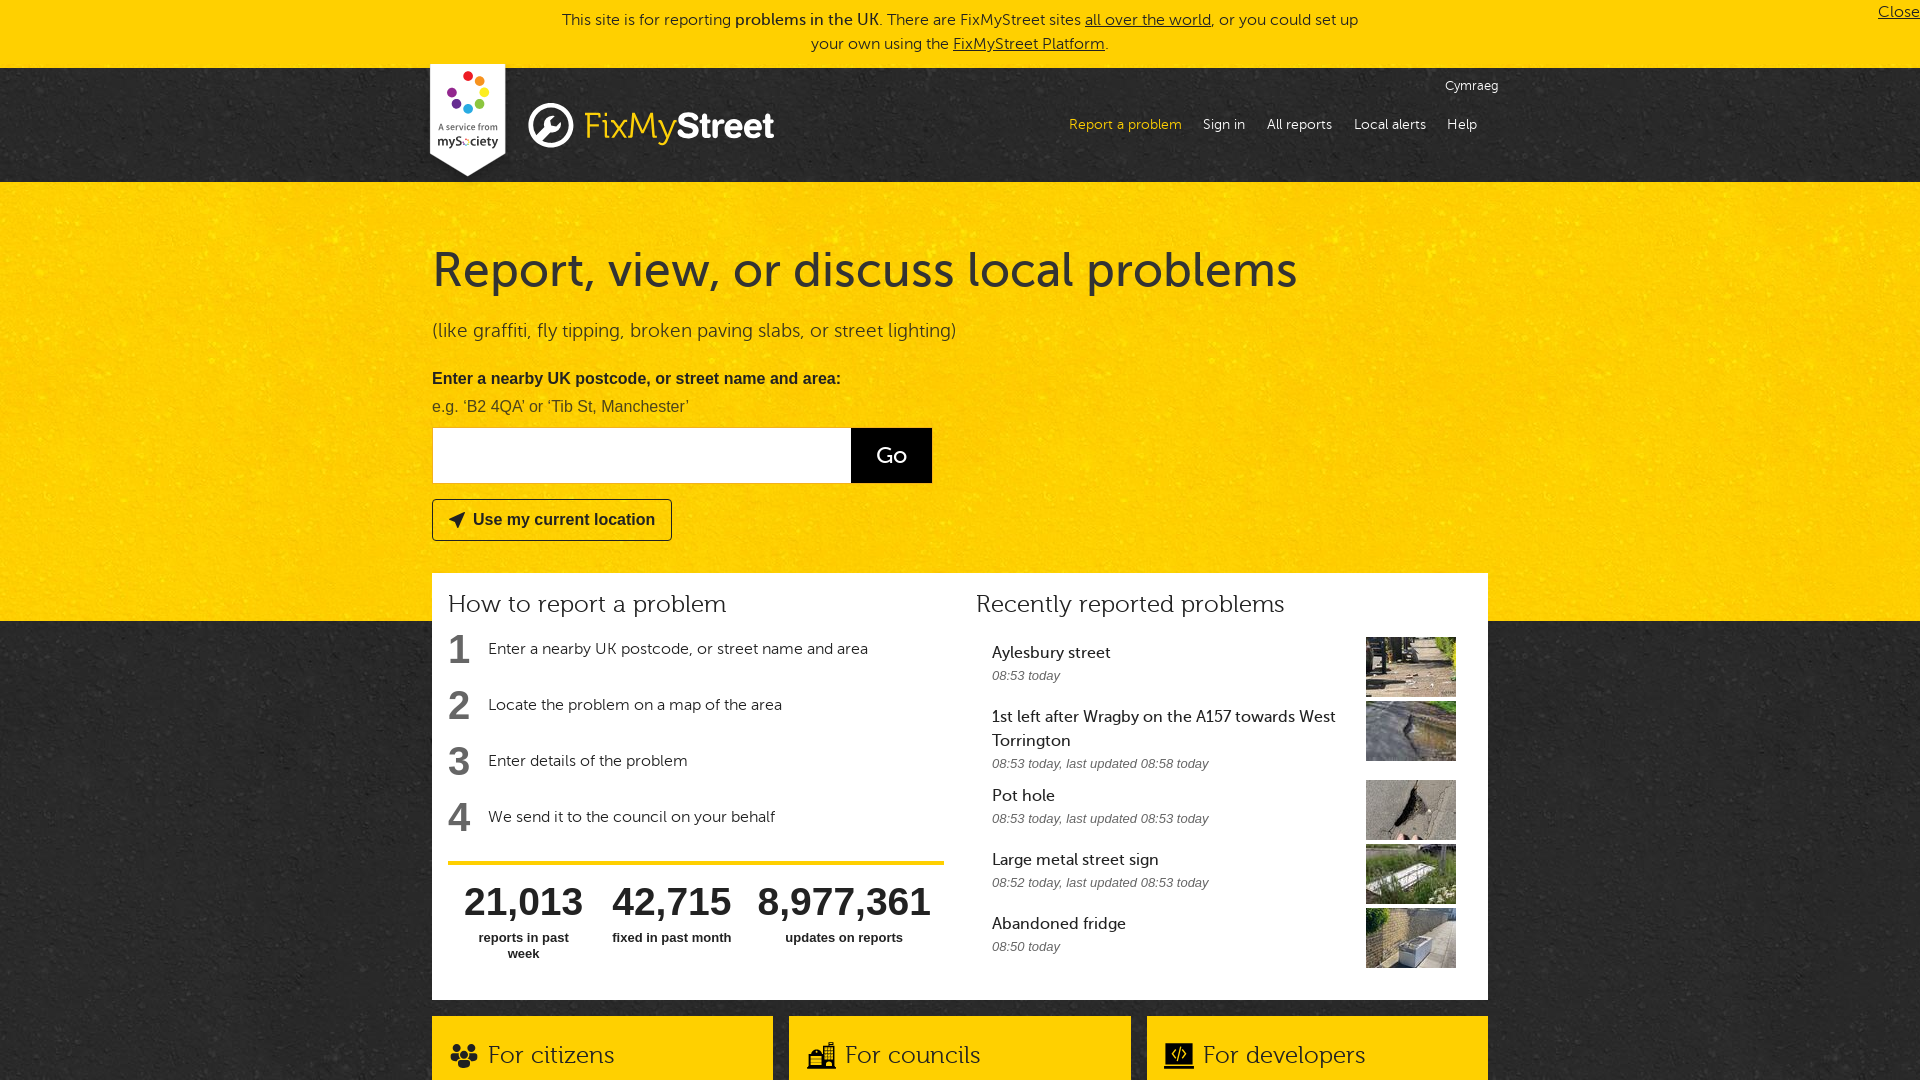 This site is for reporting problems in the UK. There are FixMyStreet sites all over the world, or you could set up
your own using the FixMyStreet Platform.
Close
A service from
mySociety
FixMyStreet
Cymraeg
Report a problem
Sign in
All reports
Local alerts
Help
Report, view, or discuss local problems
(like graffiti, fly tipping, broken paving slabs, or street lighting)
Enter a nearby UK postcode, or street name and area:
e.g. ‘B2 4QA’ or ‘Tib St, Manchester’
Go
Use my current location
How to report a problem
1 Enter a nearby UK postcode, or street name and area
2 Locate the problem on a map of the area
3 Enter details of the problem
4 We send it to the council on your behalf
21,013
reports in past
week
42,715
fixed in past month
8,977,361
updates on reports
Recently reported problems
Aylesbury street
08:53 today
1st left after Wragby on the A157 towards West
Torrington
08:53 today, last updated 08:58 today
Pot hole
08:53 today, last updated 08:53 today
Large metal street sign
08:52 today, last updated 08:53 today
Abandoned fridge
08:50 today
For citizens
For councils
For developers